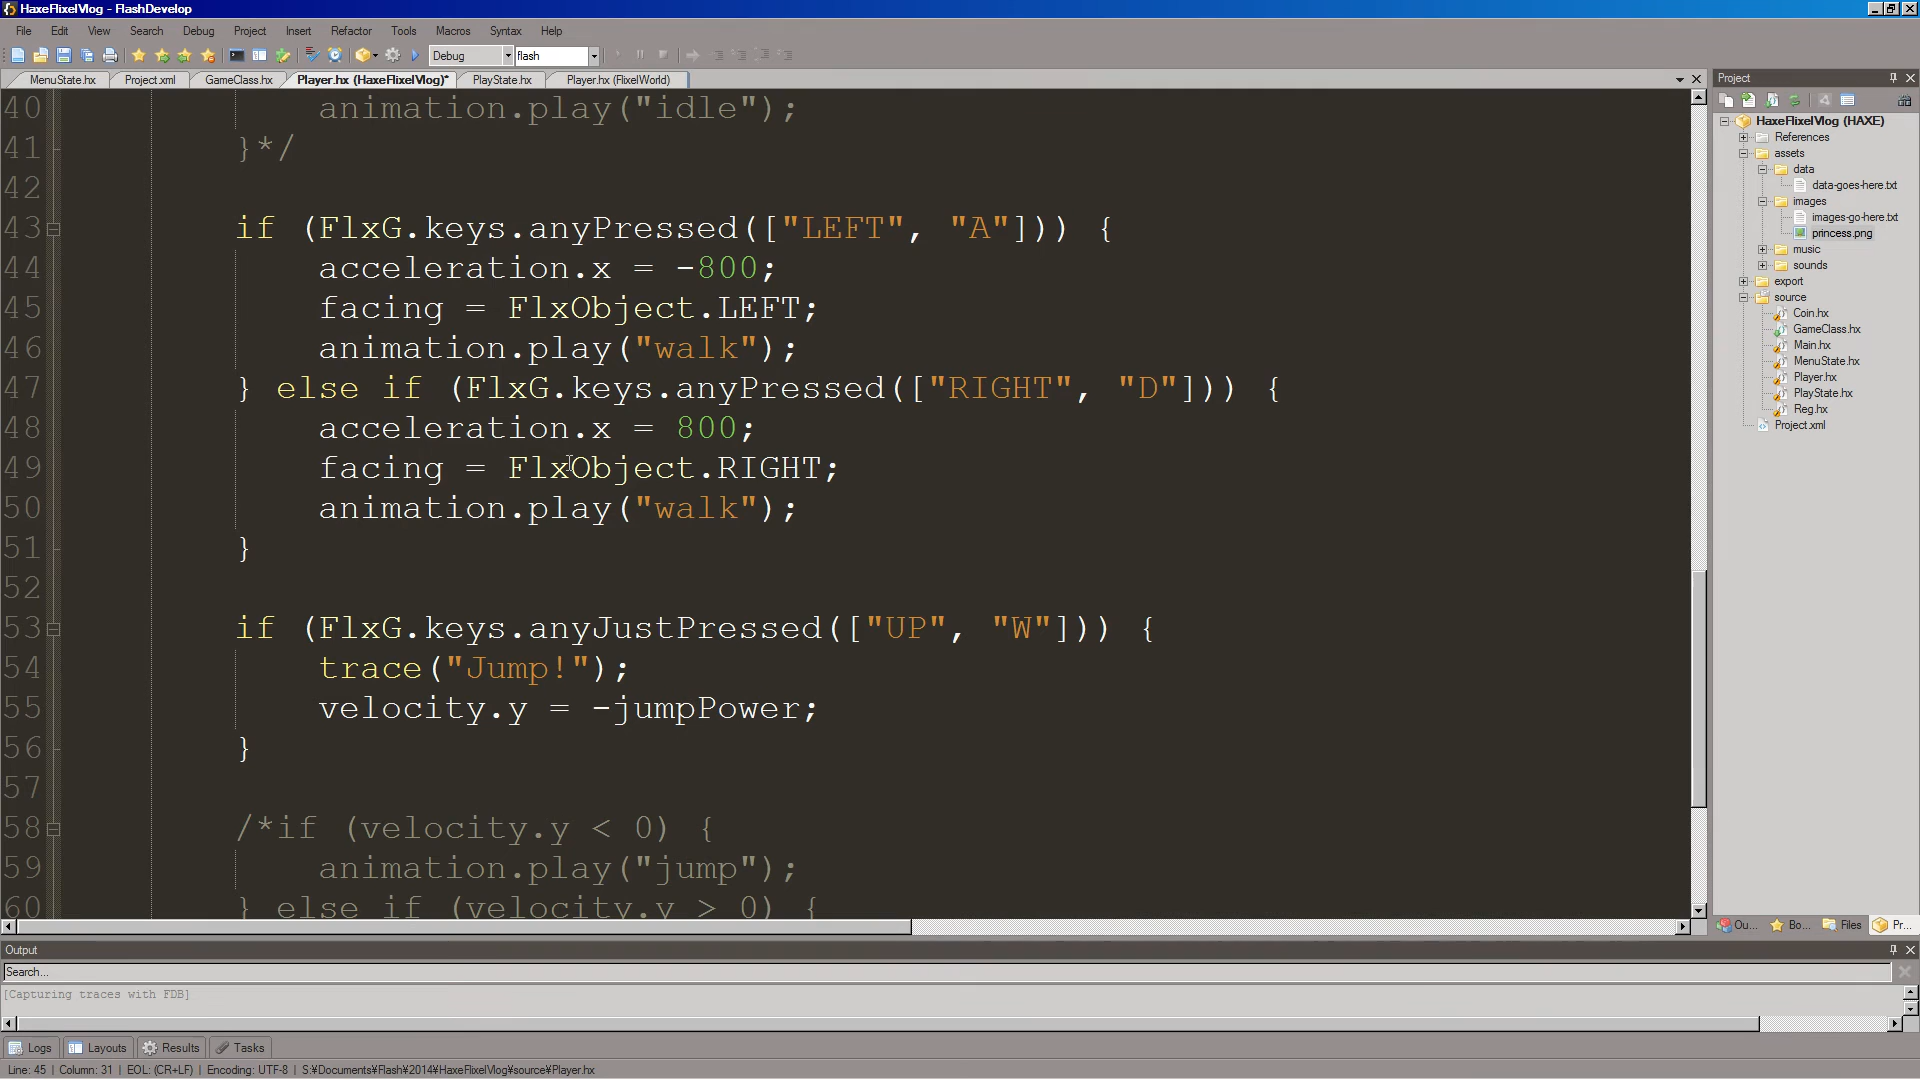 HaxeFlixelVlog - FlashDevelop
File Edit View Search Debug Project Insert Refactor Tools Macros Syntax Help
Debug flash
MenuState.hx Project.xml GameClass.hx Player.hx (HaxeFlixelVlog)* PlayState.hx Player.hx (FlixelWorld)
40 animation.play("idle");
41 }*/
42
43 if (FlxG.keys.anyPressed(["LEFT", "A"])) {
44 acceleration.x = -800;
45 facing = FlxObject.LEFT;
46 animation.play("walk");
47 } else if (FlxG.keys.anyPressed(["RIGHT", "D"])) {
48 acceleration.x = 800;
49 facing = FlxObject.RIGHT;
50 animation.play("walk");
51 }
52
53 if (FlxG.keys.anyJustPressed(["UP", "W"])) {
54 trace("Jump!");
55 velocity.y = -jumpPower;
56 }
57
58 /*if (velocity.y < 0) {
59 animation.play("jump");
60 } else if (velocity.y > 0) {
Project
HaxeFlixelVlog (HAXE)
References
assets
data
data-goes-here.txt
images
images-go-here.txt
princess.png
music
sounds
export
source
Coin.hx
GameClass.hx
Main.hx
MenuState.hx
Player.hx
PlayState.hx
Reg.hx
Project.xml
Ou... Bo... Files Pr...
Output
Search...
[Capturing traces with FDB]
Logs Layouts Results Tasks
Line: 45 Column: 31 EOL: (CR+LF) Encoding: UTF-8 S:¥Documents¥Flash¥2014¥HaxeFlixelVlog¥source¥Player.hx